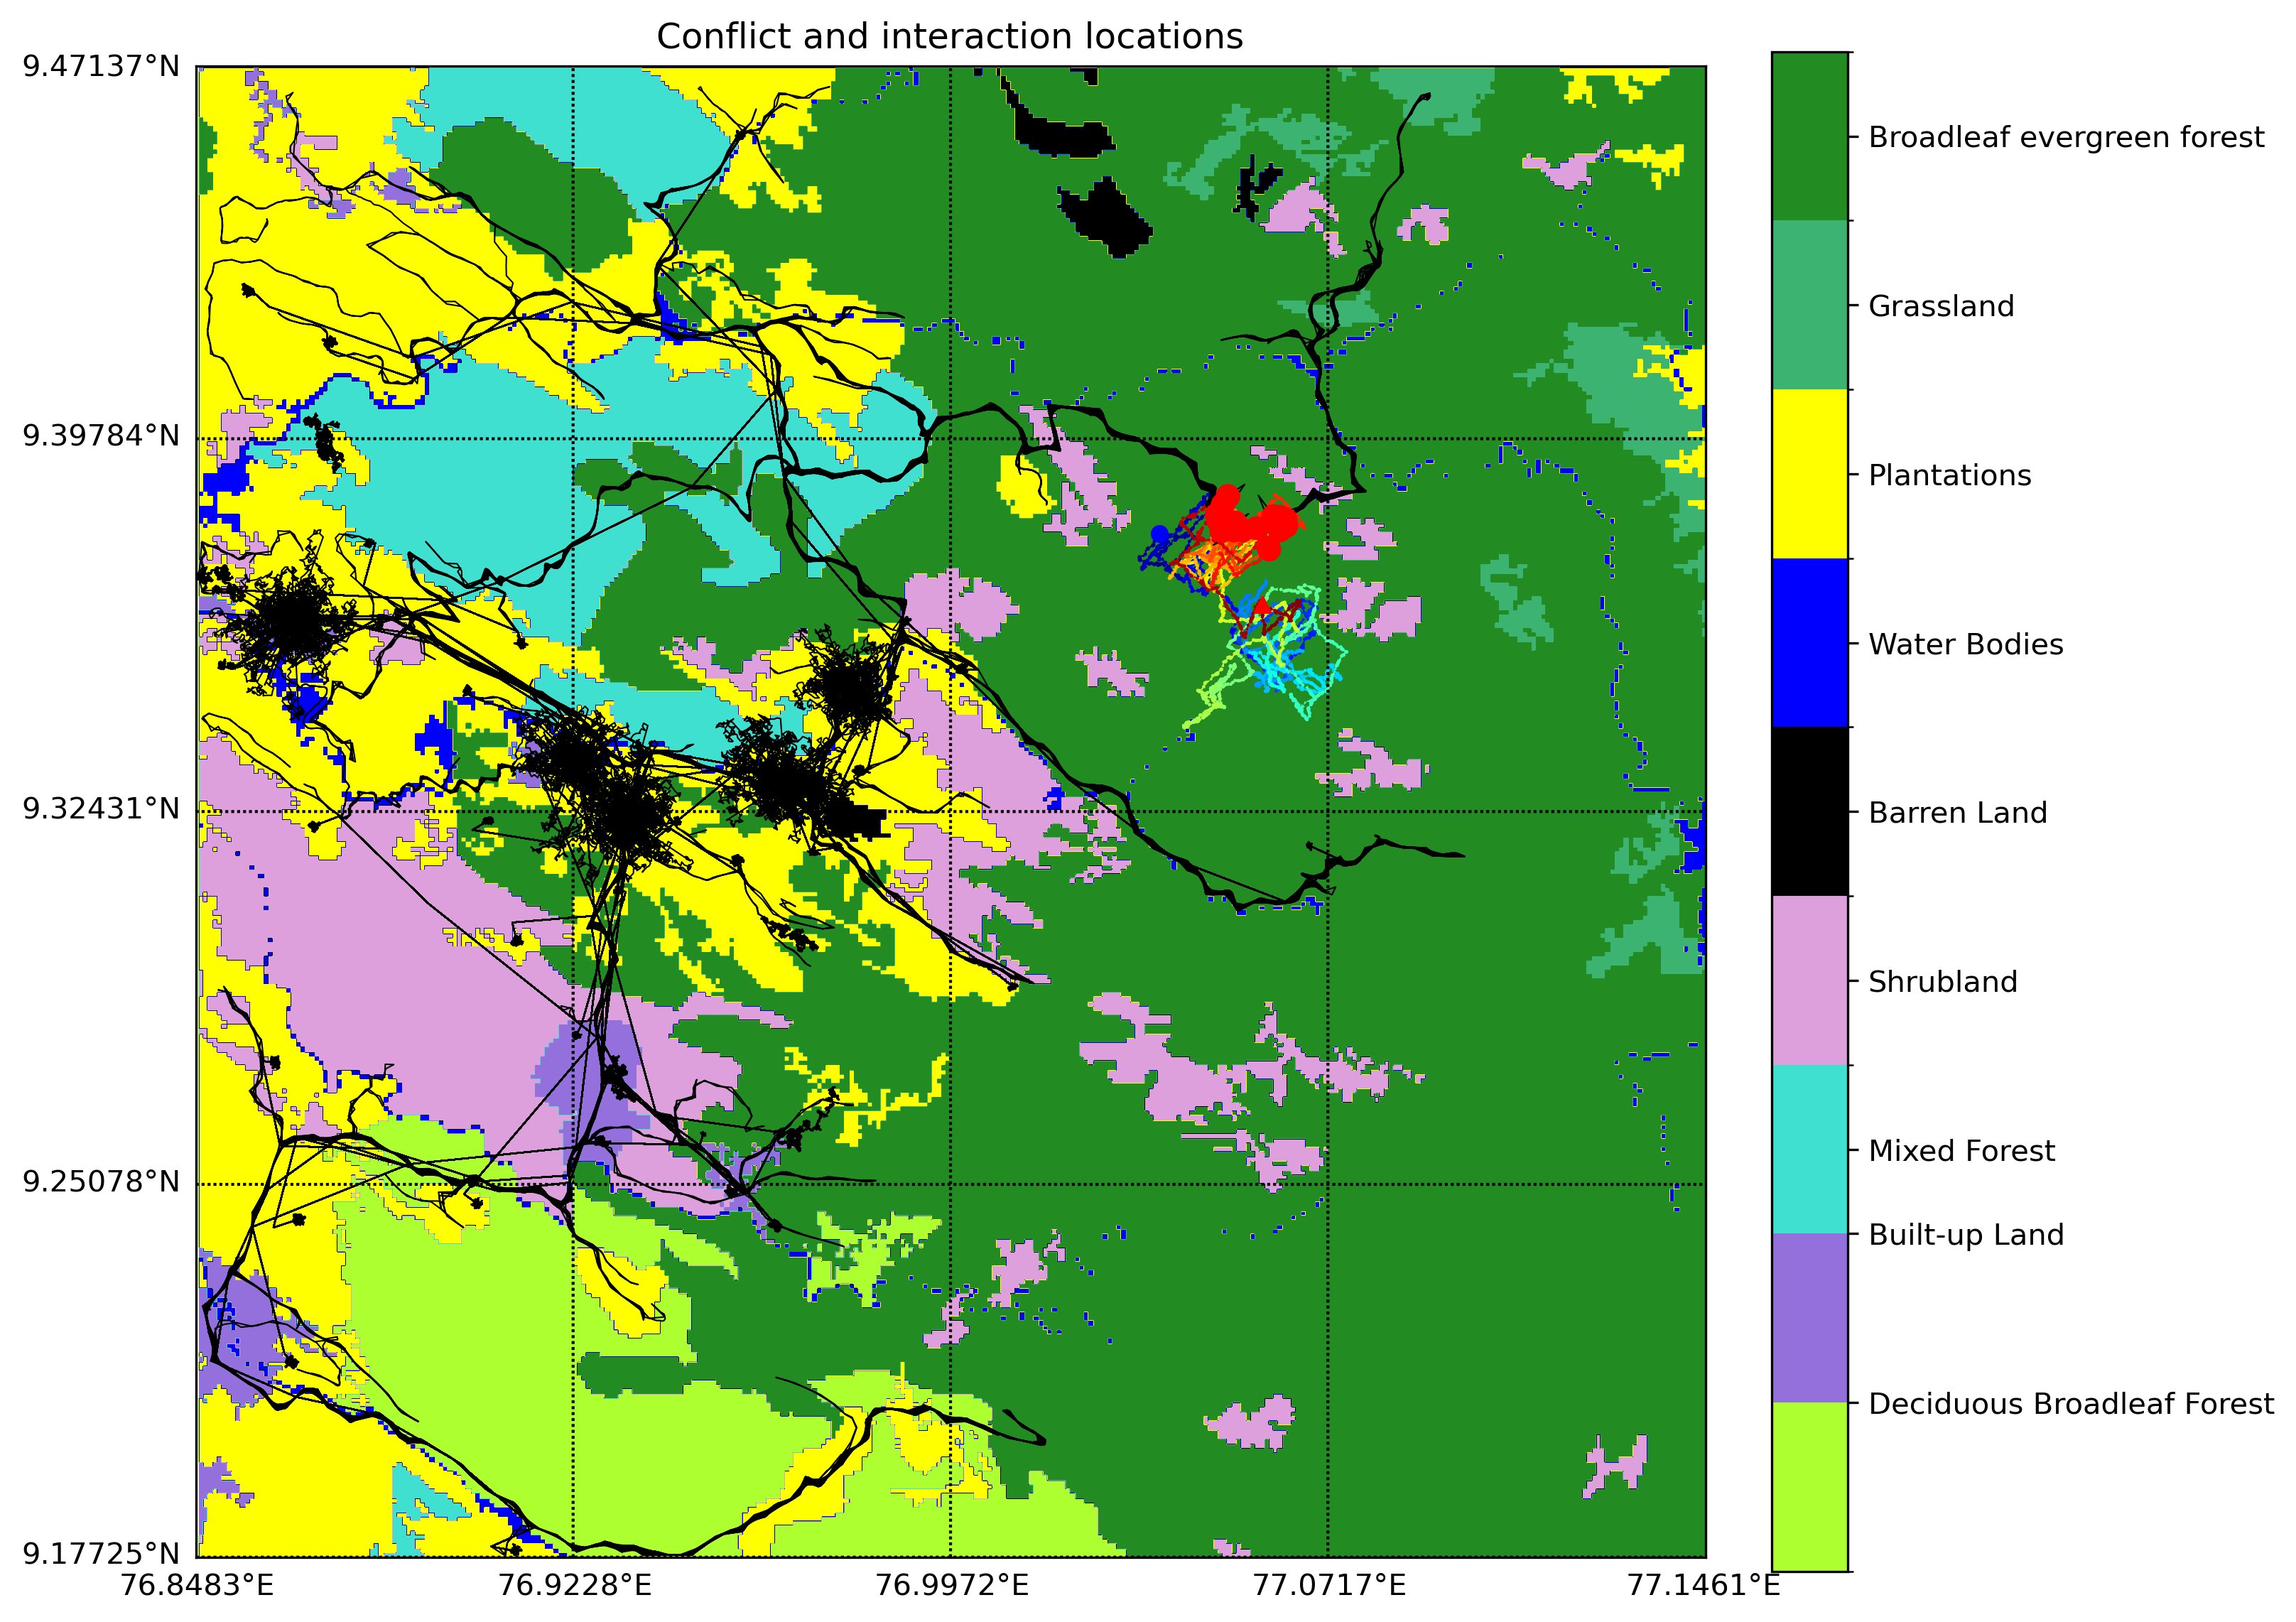 Conflict and interaction locations
9.47137°N
9.39784°N
9.32431°N
9.25078°N
9.17725°N
76.8483°E
76.9228°E
76.9972°E
77.0717°E
77.1461°E
Broadleaf evergreen forest
Grassland
Plantations
Water Bodies
Barren Land
Shrubland
Mixed Forest
Built-up Land
Deciduous Broadleaf Forest